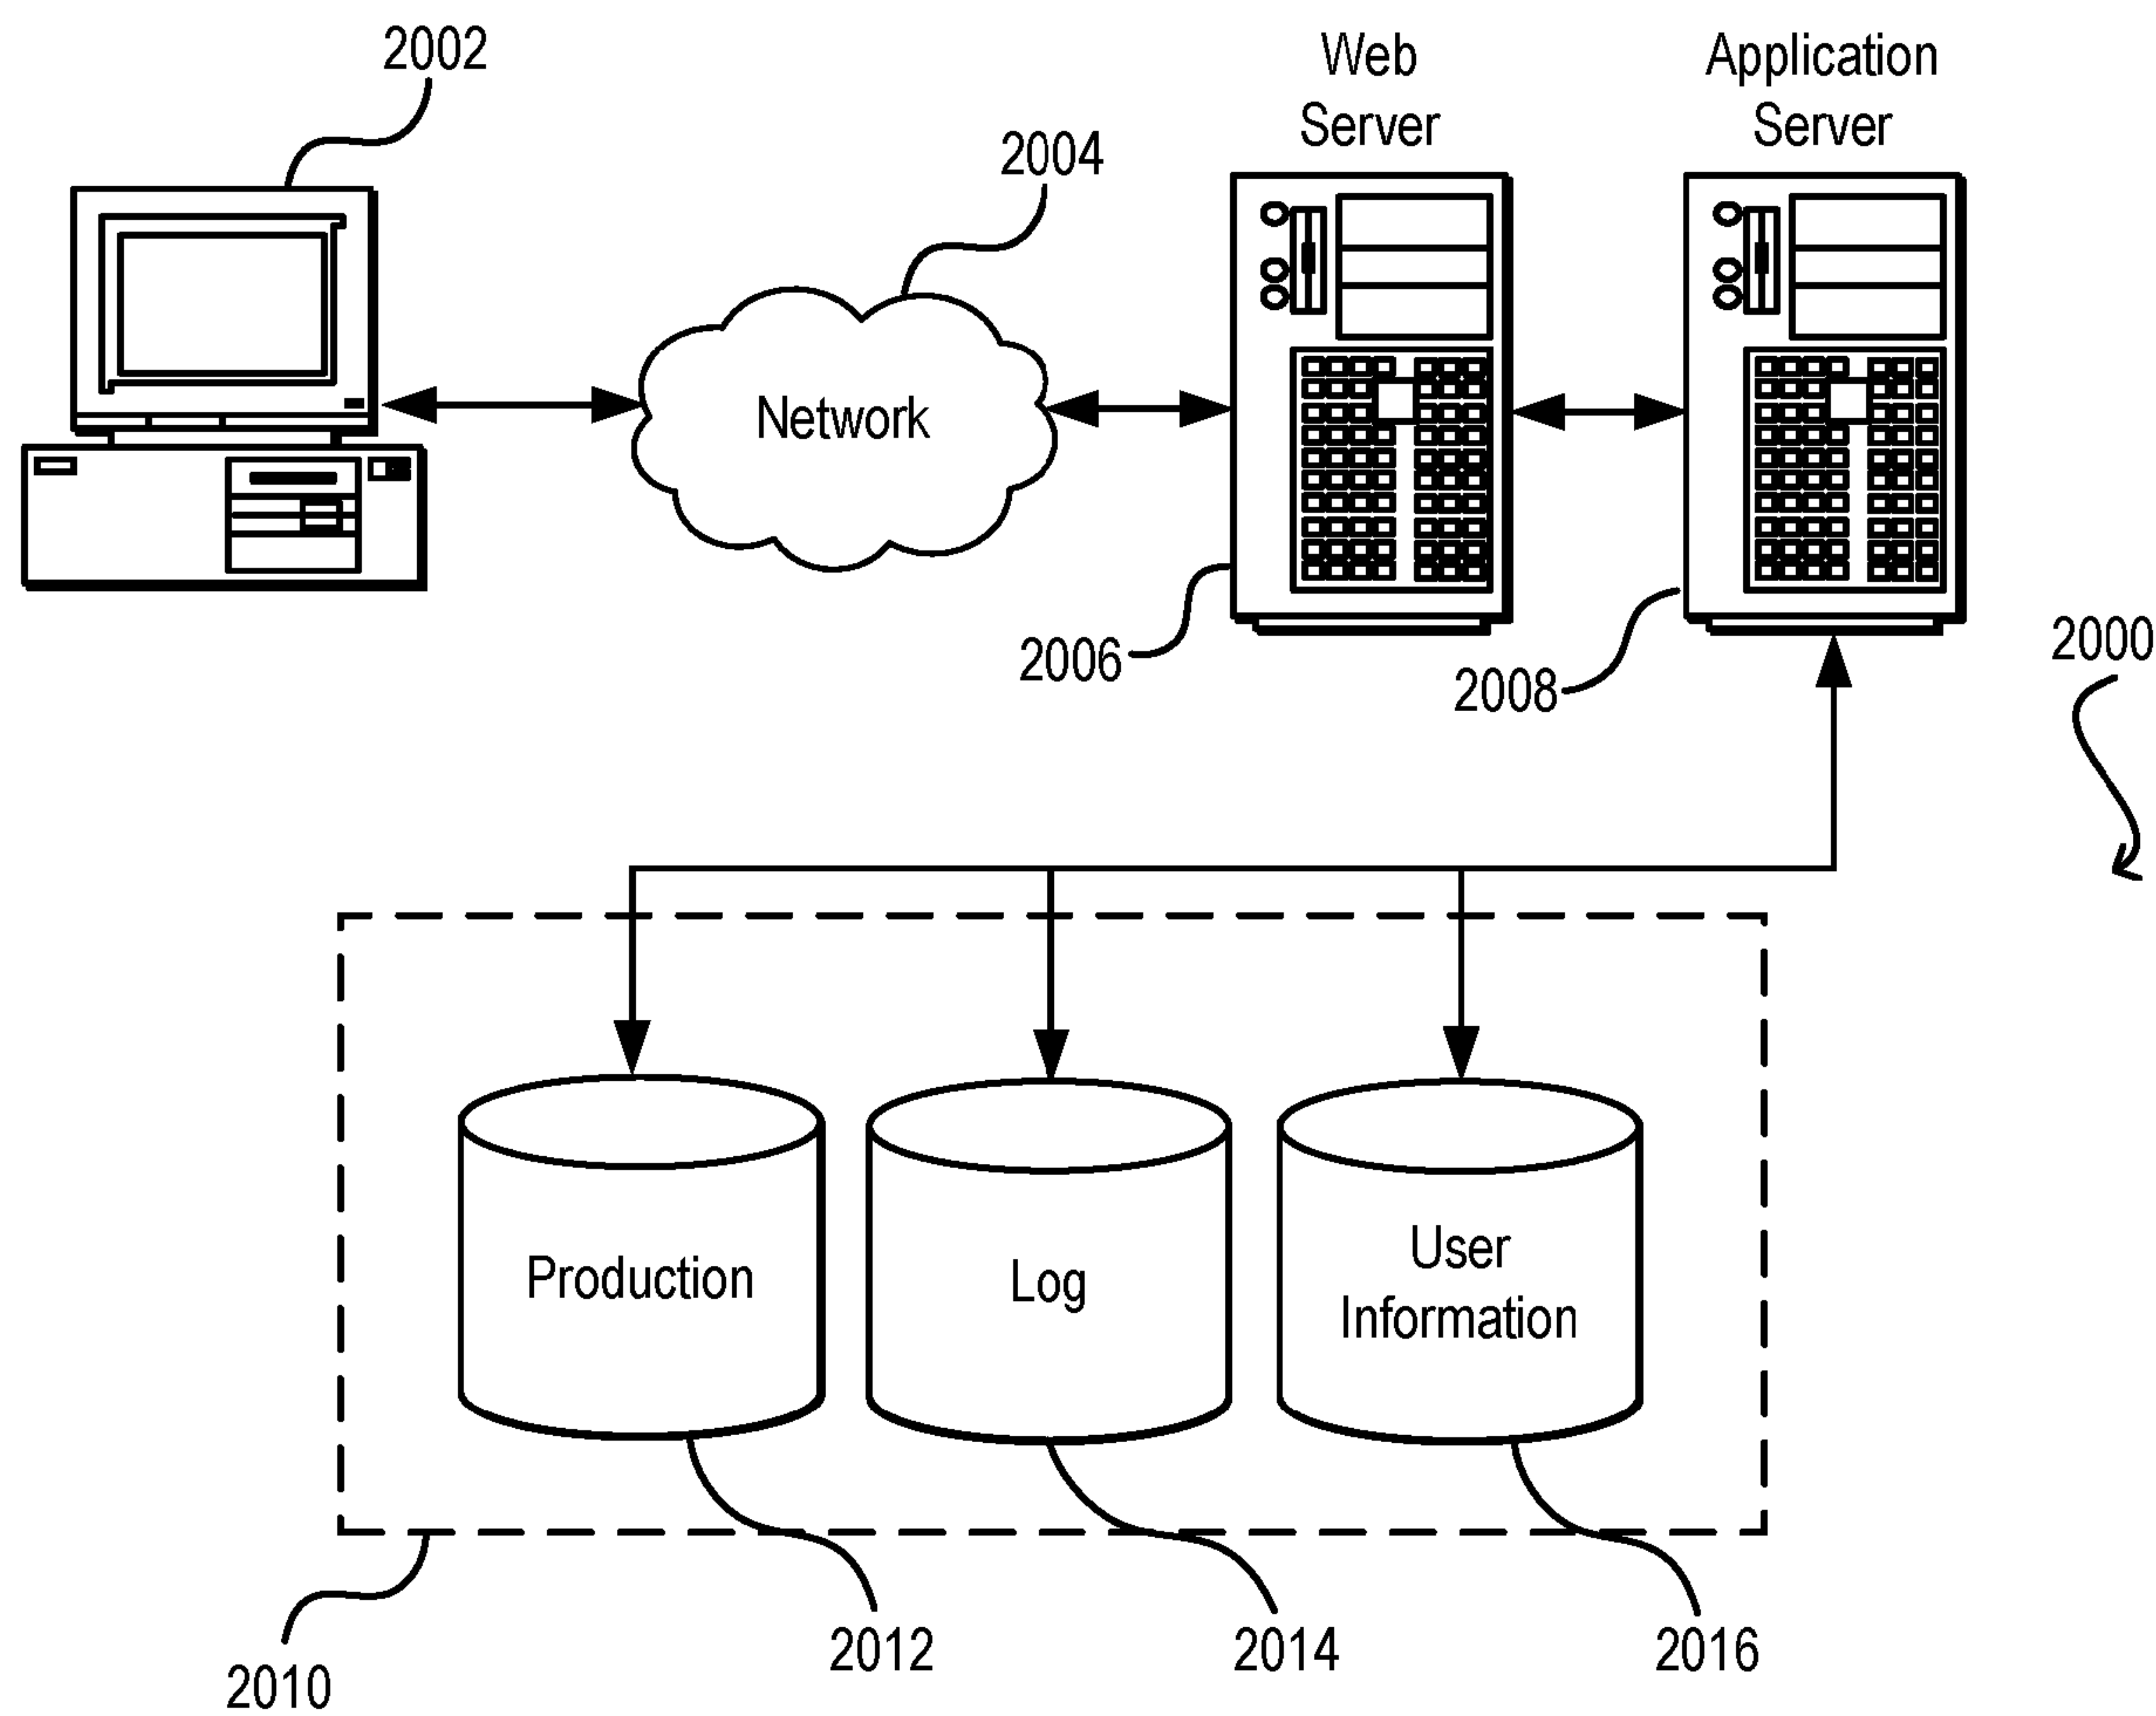 2002
Web
Server
Application
Server
2004
Network
2006
2008
2000
Production
Log
User
Information
2010
2012
2014
2016